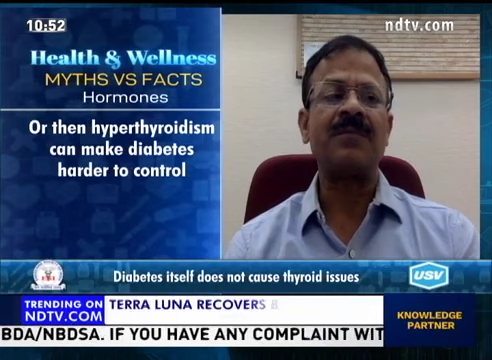 10:52
ndtv.com
Health & Wellness
MYTHS VS FACTS
Hormones
Or then hyperthyroidism
can make diabetes
harder to control
Diabetes itself does not cause thyroid issues
USV
TRENDING ON
NDTV.COM
TERRA LUNA RECOVERS
KNOWLEDGE
PARTNER
BDA/NBDSA. IF YOU HAVE ANY COMPLAINT WIT